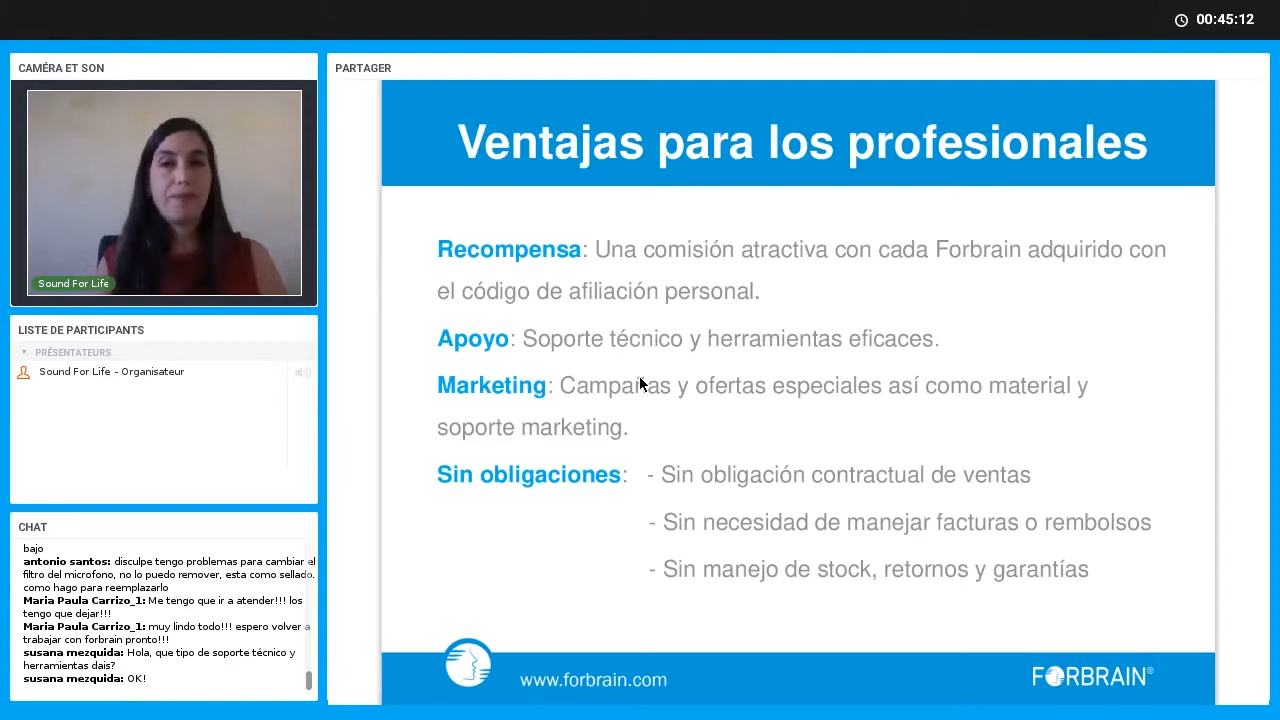 00:45:12
CAMÉRA ET SON
Sound For Life
LISTE DE PARTICIPANTS
PRÉSENTATEURS
Sound For Life - Organisateur
CHAT
bajo
antonio santos: disculpe tengo problemas para cambiar el
filtro del microfono, no lo puedo remover, esta como sellado.
como hago para reemplazarlo
Maria Paula Carrizo_1: Me tengo que ir a atender!!! los
tengo que dejar!!!
Maria Paula Carrizo_1: muy lindo todo!!! espero volver a
trabajar con forbrain pronto!!!
susana mezquida: Hola, que tipo de soporte técnico y
herramientas dais?
susana mezquida: OK!
PARTAGER
Ventajas para los profesionales
Recompensa: Una comisión atractiva con cada Forbrain adquirido con
el código de afiliación personal.
Apoyo: Soporte técnico y herramientas eficaces.
Marketing: Campañas y ofertas especiales así como material y
soporte marketing.
Sin obligaciones: - Sin obligación contractual de ventas
- Sin necesidad de manejar facturas o rembolsos
- Sin manejo de stock, retornos y garantías
www.forbrain.com
FORBRAIN®